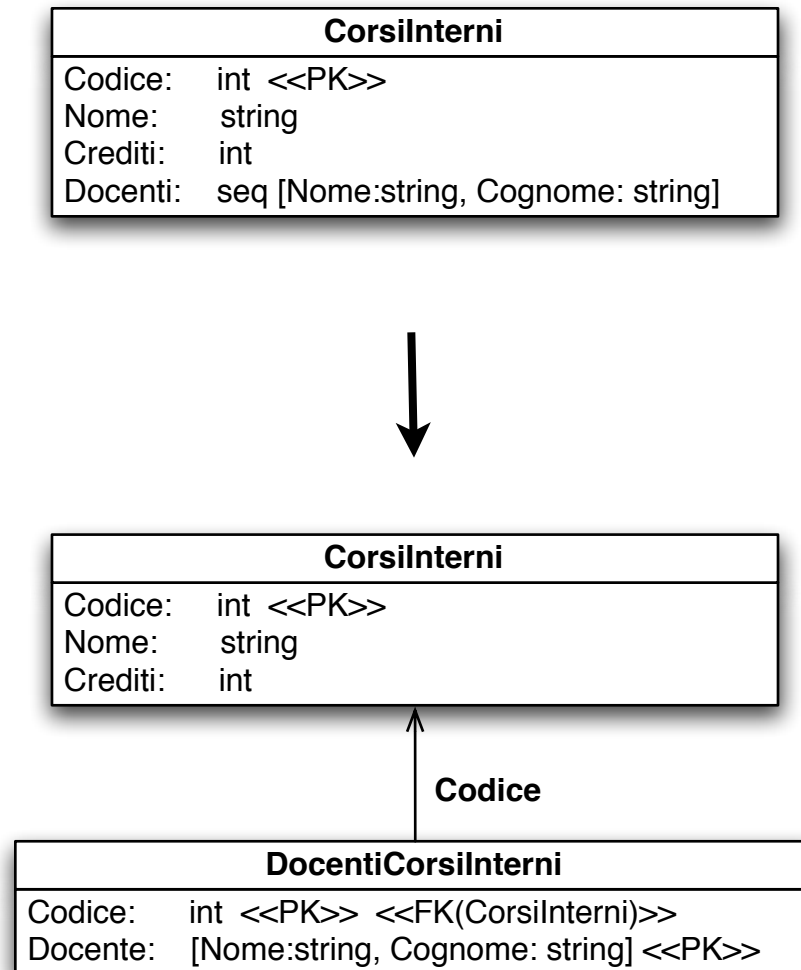 CorsiInterni
Codice: int <<PK>>
Nome: string
Crediti: int
Docenti: seq [Nome:string, Cognome: string]
CorsiInterni
Codice: int <<PK>>
Nome: string
Crediti: int
Codice
DocentiCorsiInterni
Codice: int <<PK>> <<FK(CorsiInterni)>>
Docente: [Nome:string, Cognome: string] <<PK>>